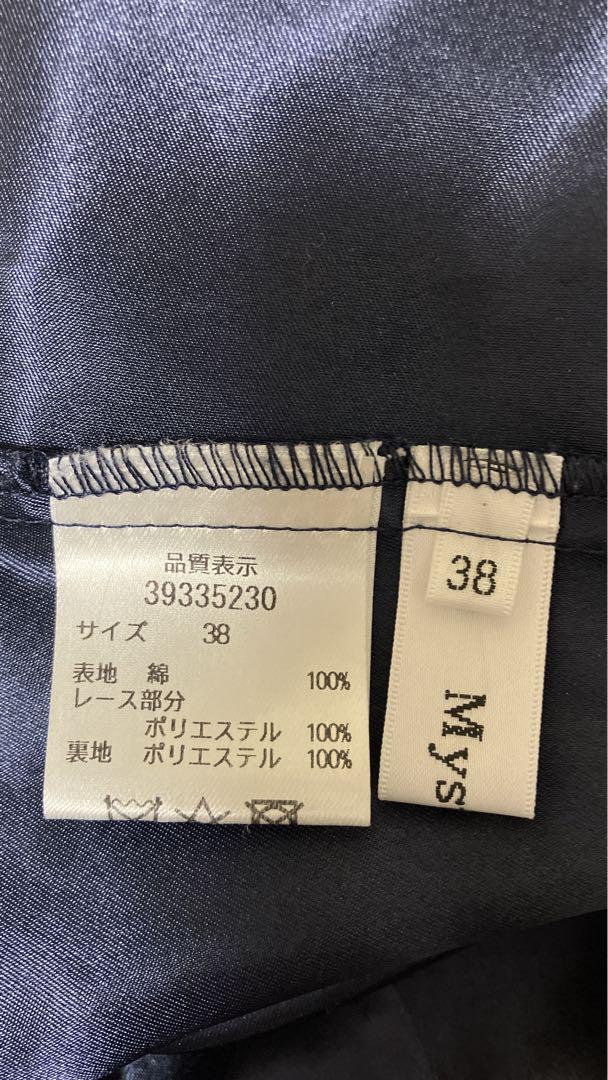 品質表示
39335230
サイズ 38
表地 綿 100%
レース部分
ポリエステル 100%
裏地 ポリエステル 100%
38
Mys